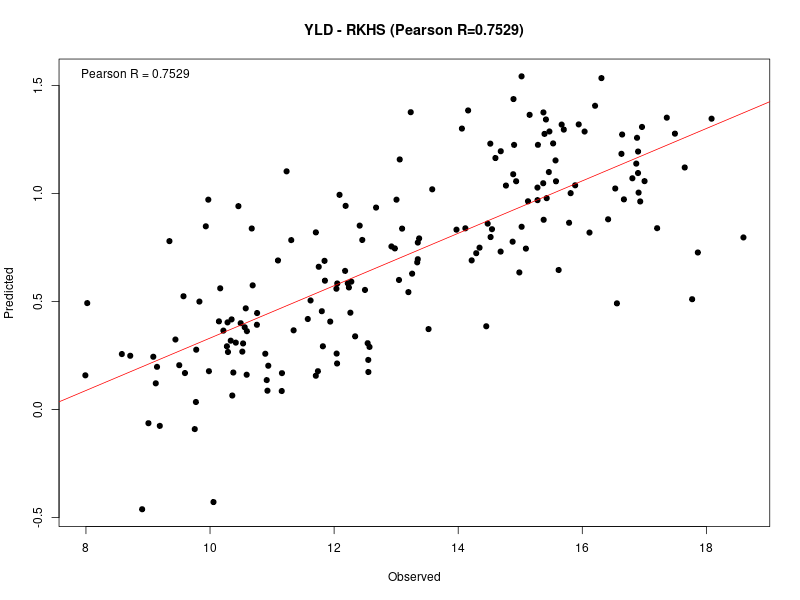 YLD - RKHS (Pearson R=0.7529)
Pearson R = 0.7529
1.5
1.0
0.5
0.0
-0.5
Predicted
8 10 12 14 16 18
Observed